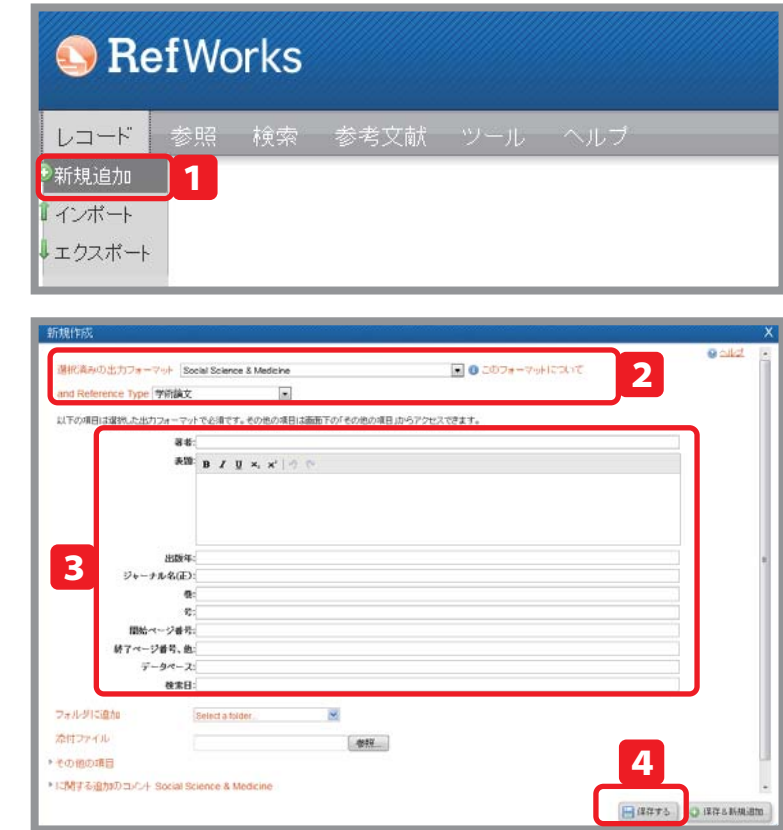 RefWorks
レコード 参照 検索 参考文献 ツール ヘルプ
新規追加 1
インポート
エクスポート
新規作成 X
ヘルプ
選択済みの出力フォーマット Social Science & Medicine このフォーマットについて 2
and Reference Type 学術論文
以下の項目は選択した出力フォーマットで必須です。その他の項目は画面下の「その他の項目」からアクセスできます。
著者:
表題: B I U x, x'
3
出版年:
ジャーナル名(正):
巻:
号:
開始ページ番号:
終了ページ番号、他:
データベース:
検索日:
フォルダに追加 Select a folder...
添付ファイル 参照...
その他の項目
に関する追加のコメント Social Science & Medicine
4
保存する 保存&新規追加